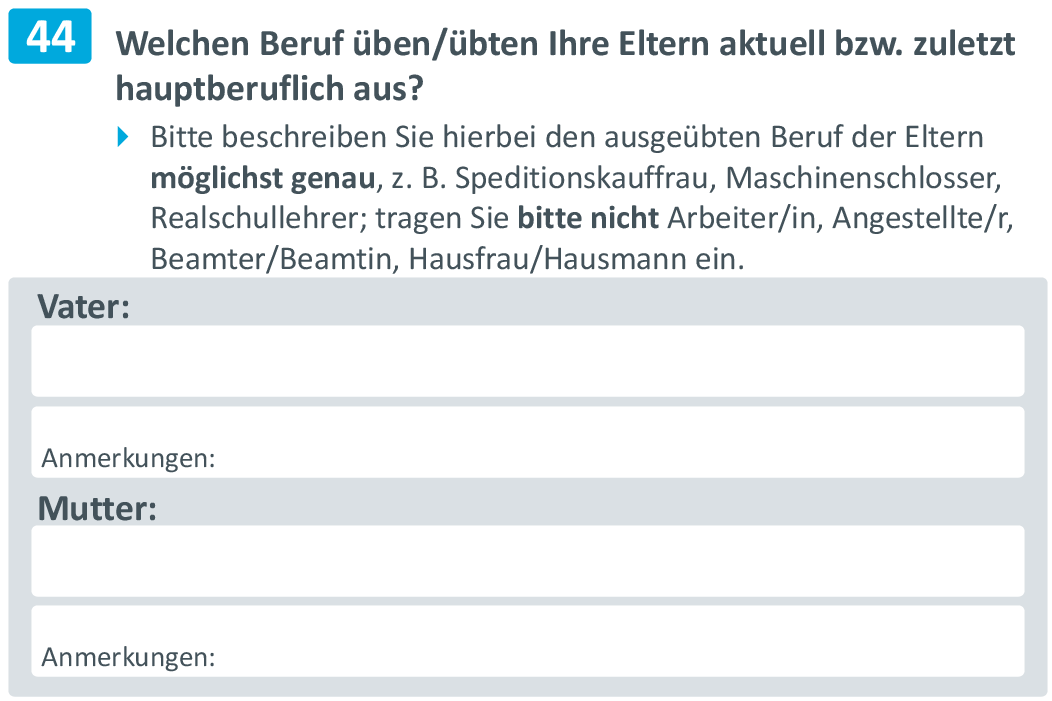 44
Welchen Beruf üben/übten Ihre Eltern aktuell bzw. zuletzt
hauptberuflich aus?
Bitte beschreiben Sie hierbei den ausgeübten Beruf der Eltern
möglichst genau, z. B. Speditionskauffrau, Maschinenschlosser,
Realschullehrer; tragen Sie bitte nicht Arbeiter/in, Angestellte/r,
Beamter/Beamtin, Hausfrau/Hausmann ein.
Vater:
Anmerkungen:
Mutter:
Anmerkungen: